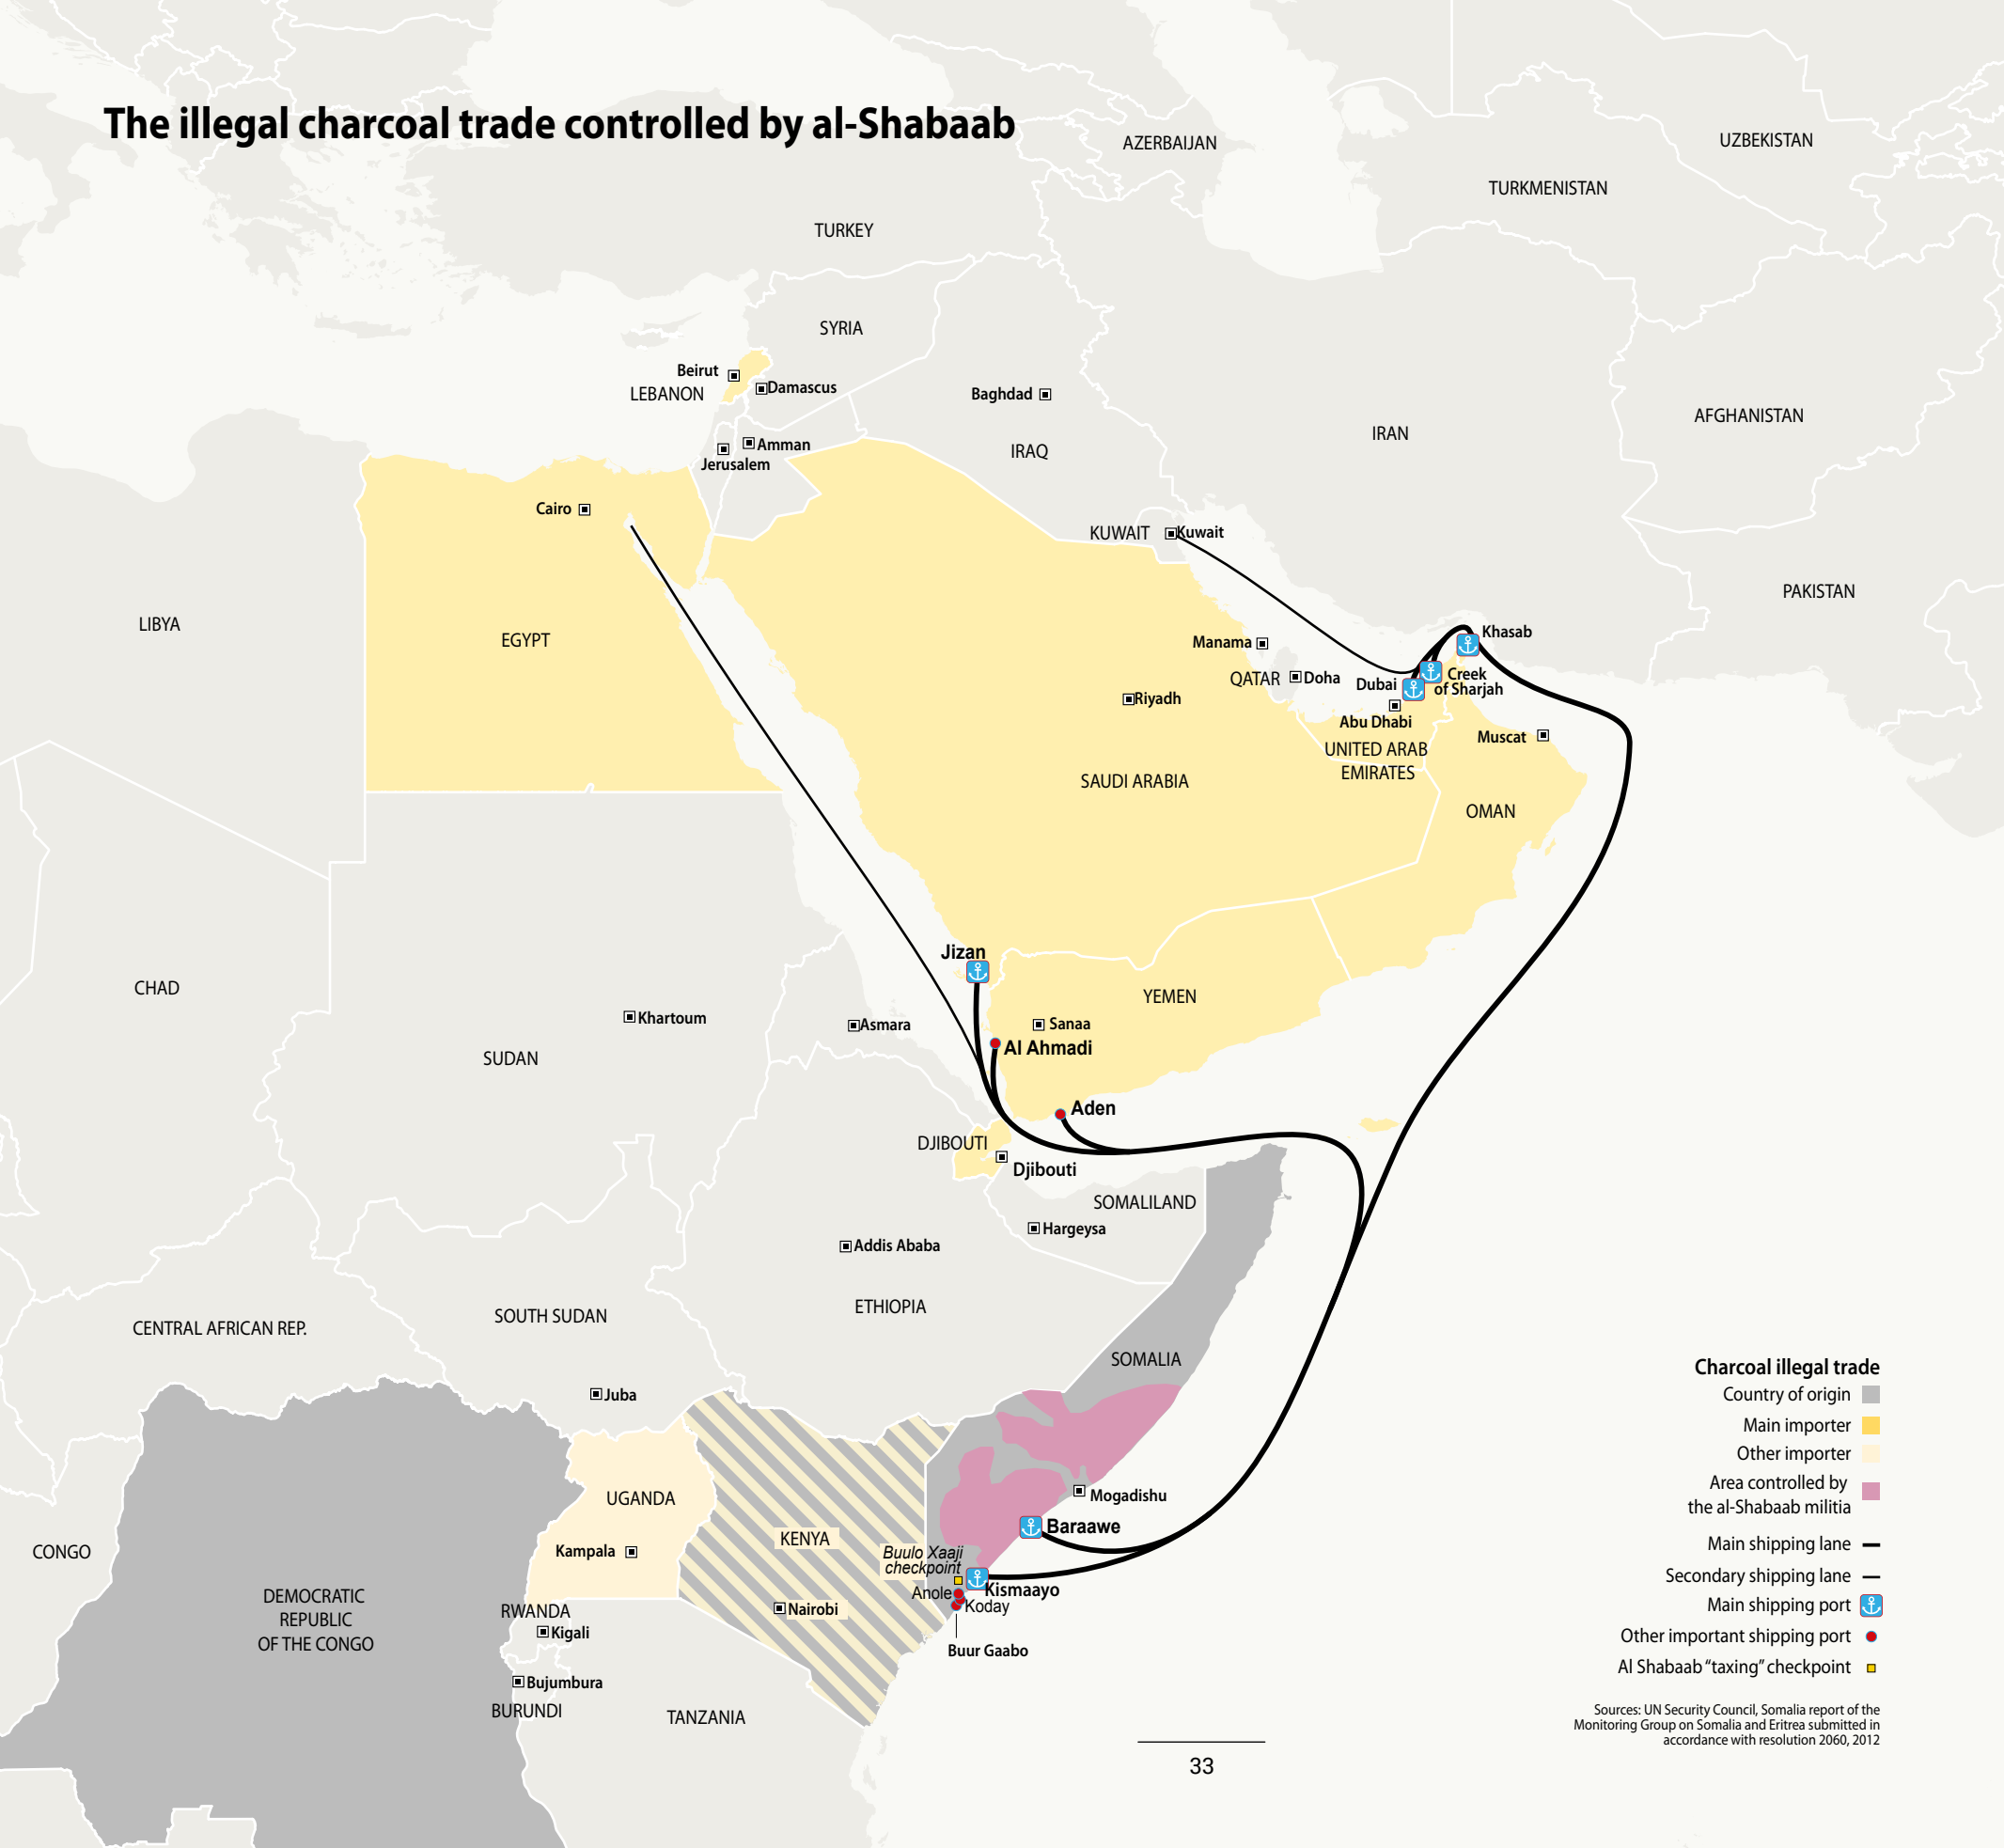 The illegal charcoal trade controlled by al-Shabaab
AZERBAIJAN
UZBEKISTAN
TURKMENISTAN
TURKEY
SYRIA
Beirut
LEBANON
Damascus
Baghdad
AFGHANISTAN
IRAN
Amman
Jerusalem
IRAQ
Cairo
KUWAIT
Kuwait
PAKISTAN
LIBYA
EGYPT
Khasab
Manama
QATAR
Doha
Dubai
Creek
of Sharjah
Riyadh
Abu Dhabi
Muscat
UNITED ARAB
EMIRATES
SAUDI ARABIA
OMAN
Jizan
CHAD
YEMEN
Khartoum
Asmara
Sanaa
Al Ahmadi
SUDAN
Aden
DJIBOUTI
Djibouti
SOMALILAND
Hargeysa
Addis Ababa
ETHIOPIA
SOUTH SUDAN
CENTRAL AFRICAN REP.
SOMALIA
Juba
UGANDA
Mogadishu
Baraawe
KENYA
CONGO
Kampala
Buulo Xaaji
checkpoint
Kismaayo
Anole
Koday
DEMOCRATIC
REPUBLIC
OF THE CONGO
RWANDA
Nairobi
Kigali
Buur Gaabo
Bujumbura
BURUNDI
TANZANIA
Charcoal illegal trade
Country of origin
Main importer
Other importer
Area controlled by
the al-Shabaab militia
Main shipping lane
Secondary shipping lane
Main shipping port
Other important shipping port
Al Shabaab “taxing” checkpoint
Sources: UN Security Council, Somalia report of the
Monitoring Group on Somalia and Eritrea submitted in
accordance with resolution 2060, 2012
33